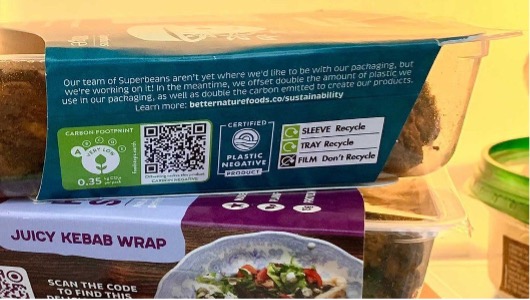 Our team of Superbeans aren't yet where we'd like to be with our packaging, but
we're working on it! In the meantime, we offset double the amount of plastic we
use in our packaging, as well as double the carbon emitted to create our products.
Learn more: betternaturefoods.co/sustainability
CARBON FOOTPRINT
VERY LOW
0.35
CERTIFIED
PLASTIC
NEGATIVE
PRODUCT
SLEEVE Recycle
TRAY Recycle
FILM Don't Recycle
JUICY KEBAB WRAP
SCAN THE CODE
TO FIND THIS